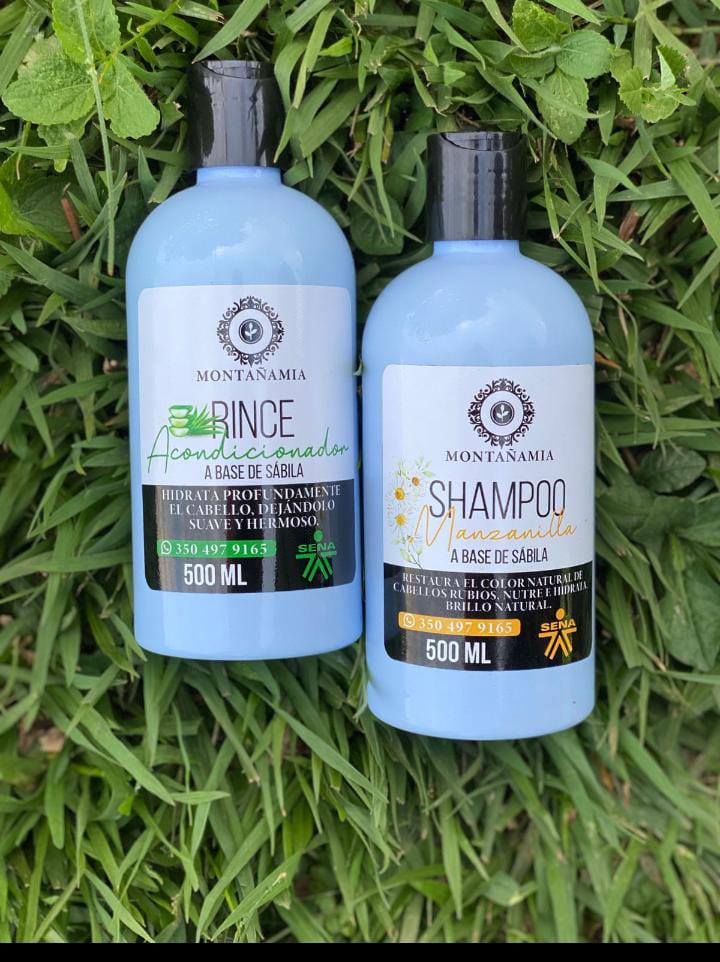 MONTAÑAMIA
RINCE
Acondicionador
A BASE DE SÁBILA
HIDRATA PROFUNDAMENTE
EL CABELLO, DEJÁNDOLO
SUAVE Y HERMOSO.
350 497 9165
SENA
500 ML
MONTAÑAMIA
SHAMPOO
Manzanilla
A BASE DE SÁBILA
RESTAURA EL COLOR NATURAL DE
CABELLOS RUBIOS, NUTRE E HIDRATA.
BRILLO NATURAL.
350 497 9165
SENA
500 ML